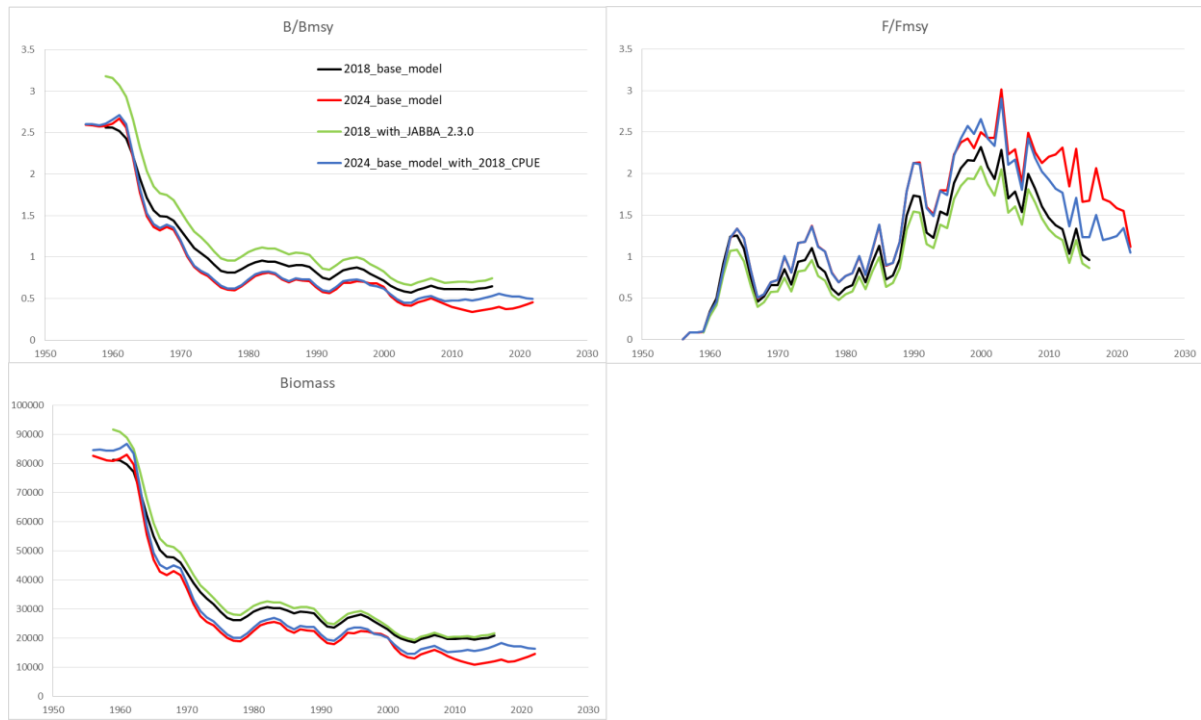 B/Bmsy
3.5
3
2.5
2
1.5
1
0.5
0
1950 1960 1970 1980 1990 2000 2010 2020 2030
2018_base_model
2024_base_model
2018_with_JABBA_2.3.0
2024_base_model_with_2018_CPUE
F/Fmsy
3.5
3
2.5
2
1.5
1
0.5
0
1950 1960 1970 1980 1990 2000 2010 2020 2030
Biomass
100000
90000
80000
70000
60000
50000
40000
30000
20000
10000
0
1950 1960 1970 1980 1990 2000 2010 2020 2030